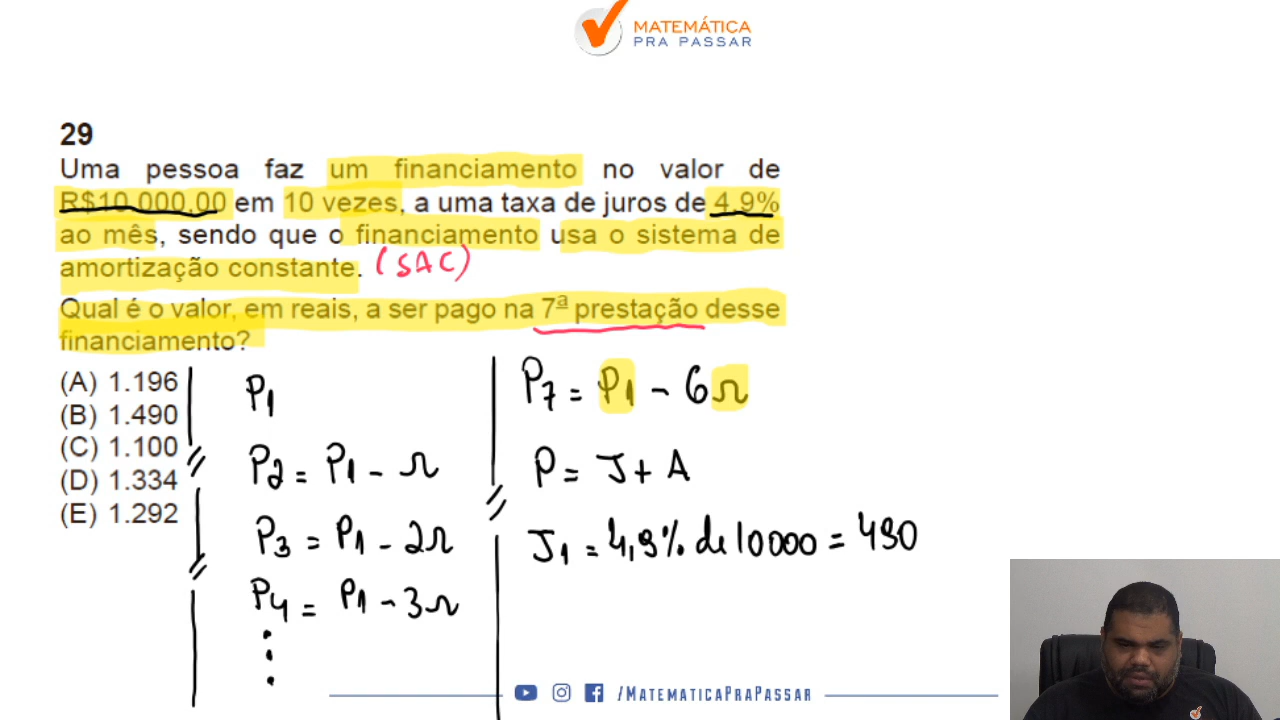 MATEMÁTICA
PRA PASSAR
29
Uma pessoa faz um financiamento no valor de
R$10.000,00 em 10 vezes, a uma taxa de juros de 4,9%
ao mês, sendo que o financiamento usa o sistema de
amortização constante. (SAC)
Qual é o valor, em reais, a ser pago na 7ª prestação desse
financiamento?
(A) 1.196
(B) 1.490
(C) 1.100
(D) 1.334
(E) 1.292
P1
P2 = P1 - r
P3 = P1 - 2r
P4 = P1 - 3r
P7 = P1 - 6r
P = J + A
J1 = 4,9% de 10000 = 490
/MATEMATICAPRAPASSAR